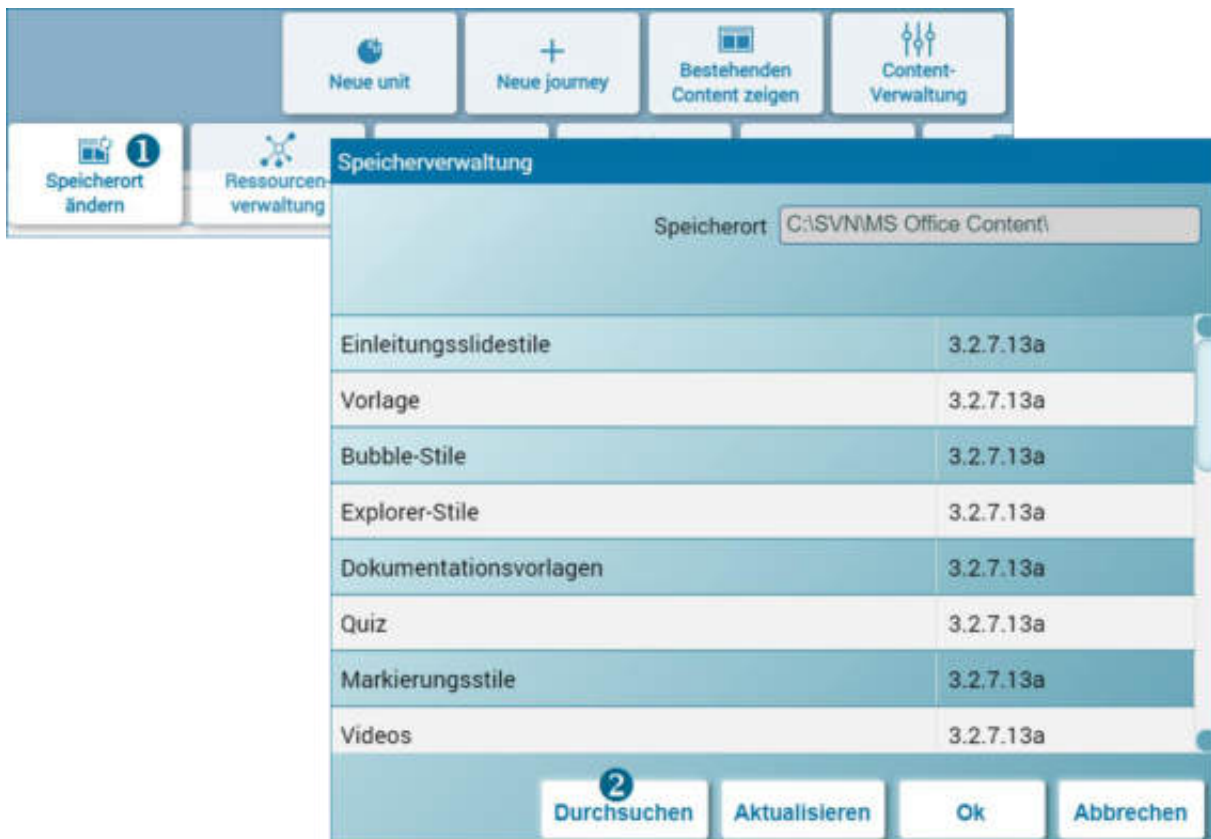 Neue unit
Neue journey
Bestehenden
Content zeigen
Content-
Verwaltung
1
Speicherort
ändern
Ressourcen-
verwaltung
Speicherverwaltung
Speicherort C:\SVN\MS Office Content\
Einleitungsslidestile 3.2.7.13a
Vorlage 3.2.7.13a
Bubble-Stile 3.2.7.13a
Explorer-Stile 3.2.7.13a
Dokumentationsvorlagen 3.2.7.13a
Quiz 3.2.7.13a
Markierungsstile 3.2.7.13a
Videos 3.2.7.13a
2
Durchsuchen Aktualisieren Ok Abbrechen